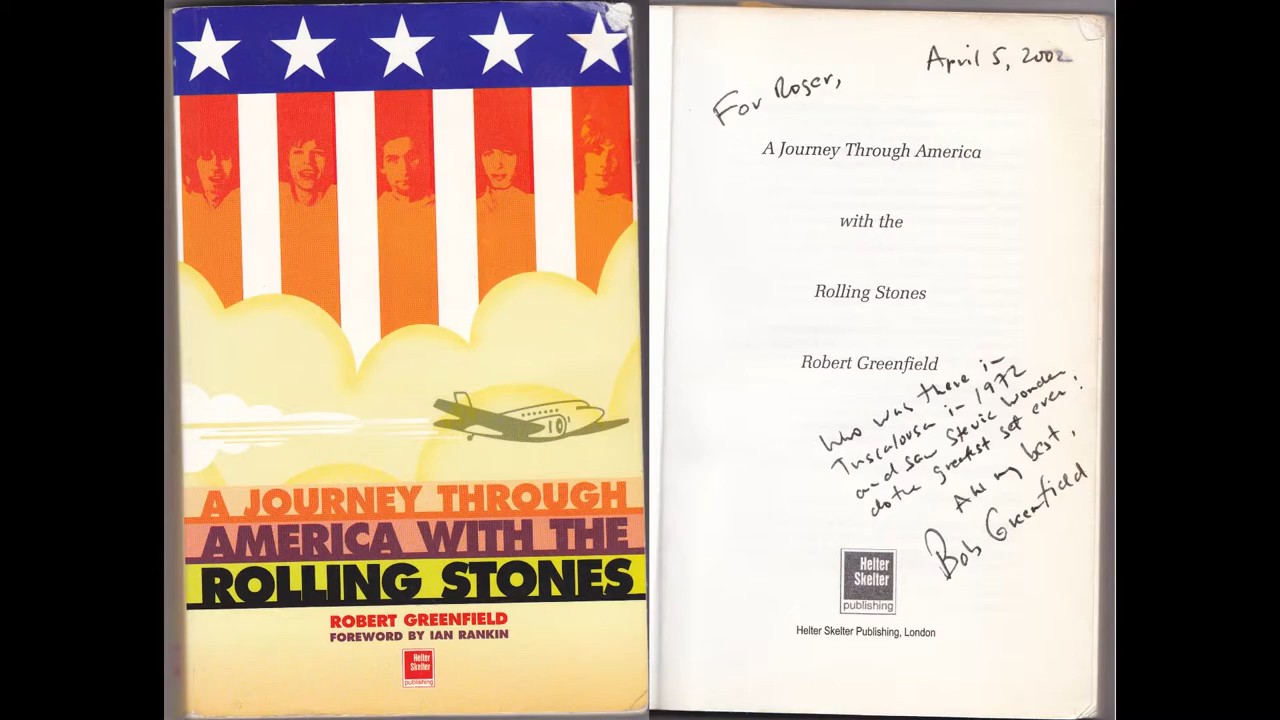 A JOURNEY THROUGH
AMERICA WITH THE
ROLLING STONES
ROBERT GREENFIELD
FOREWORD BY IAN RANKIN
Helter
Skelter
publishing
April 5, 2002
For Roger,
A Journey Through America
with the
Rolling Stones
Robert Greenfield
who was there in
Tuscalousa in 1972
and saw Stevie Wonder
do the greatest set ever!
All my best,
Bob Greenfield
Helter
Skelter
publishing
Helter Skelter Publishing, London